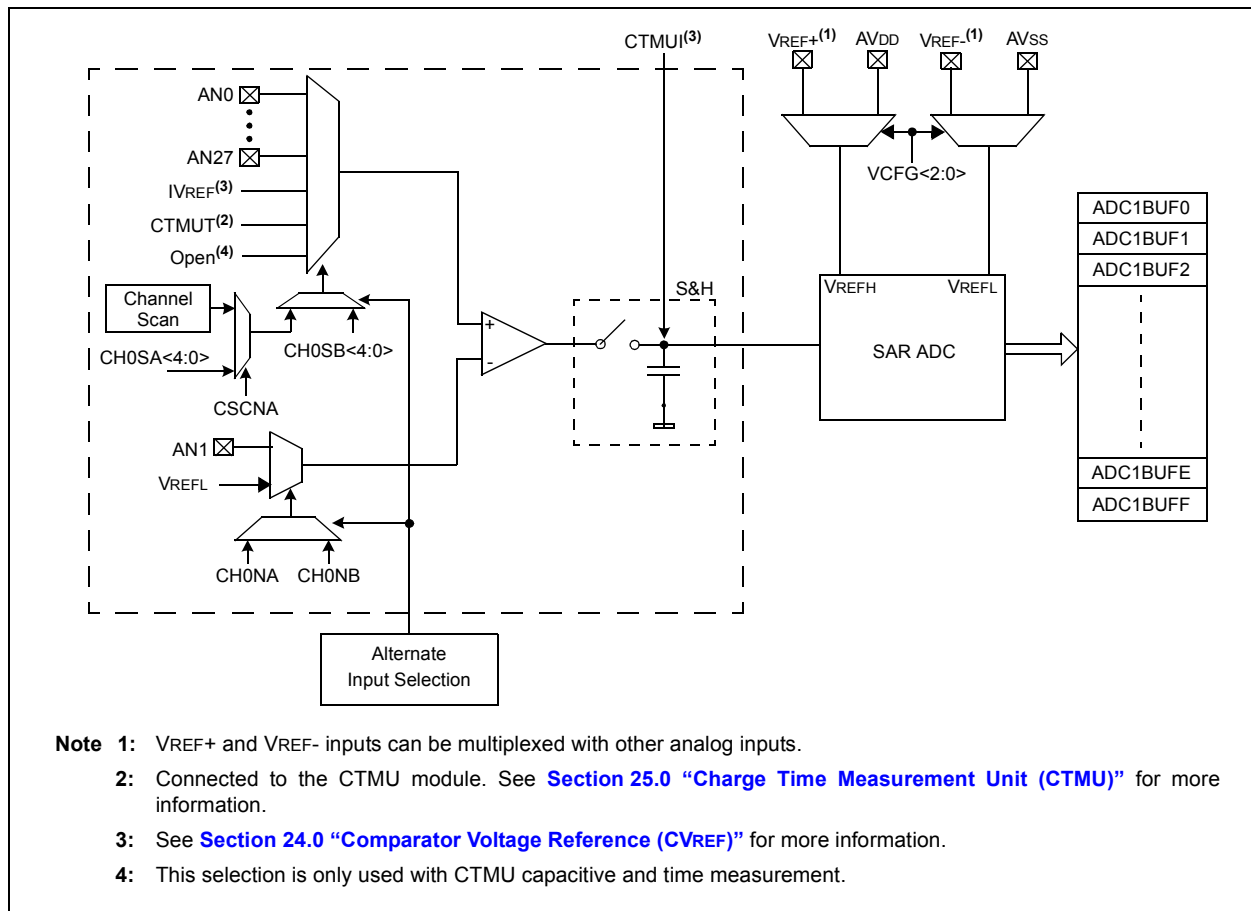 CTMUI(3)
VREF+(1) AVDD VREF-(1) AVSS
AN0
AN27
IVREF(3)
CTMUT(2)
Open(4)
VCFG<2:0>
ADC1BUF0
ADC1BUF1
ADC1BUF2
Channel
Scan
S&H
VREFH VREFL
CH0SA<4:0>
CH0SB<4:0>
+
-
SAR ADC
CSCNA
AN1
VREFL
ADC1BUFE
ADC1BUFF
CH0NA CH0NB
Alternate
Input Selection
Note 1: VREF+ and VREF- inputs can be multiplexed with other analog inputs.
2: Connected to the CTMU module. See Section 25.0 “Charge Time Measurement Unit (CTMU)” for more
information.
3: See Section 24.0 “Comparator Voltage Reference (CVREF)” for more information.
4: This selection is only used with CTMU capacitive and time measurement.